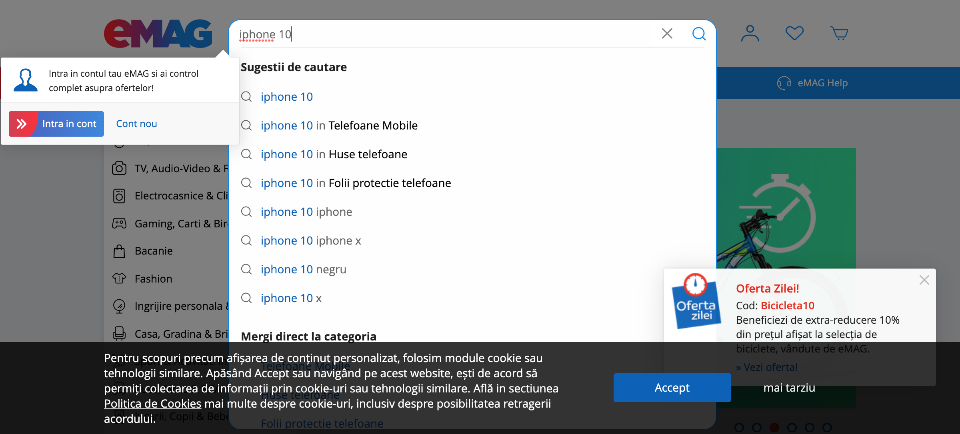 eMAG
iphone 10
Sugestii de cautare
iphone 10
iphone 10 in Telefoane Mobile
iphone 10 in Huse telefoane
iphone 10 in Folii protectie telefoane
iphone 10 iphone
iphone 10 iphone x
iphone 10 negru
iphone 10 x
Mergi direct la categoria
Telefoane Mobile
Huse telefoane
Folii protectie telefoane
Intra in contul tau eMAG si ai control
complet asupra ofertelor!
Intra in cont
Cont nou
eMAG Help
TV, Audio-Video & F
Electrocasnice & Cli
Gaming, Carti & Bir
Bacanie
Fashion
Ingrijire personala &
Casa, Gradina & Bri
Oferta
zilei
Oferta Zilei!
Cod: Bicicleta10
Beneficiezi de extra-reducere 10%
din prețul afișat la selecția de
biciclete, vândute de eMAG.
» Vezi oferta!
Pentru scopuri precum afișarea de conținut personalizat, folosim module cookie sau
tehnologii similare. Apăsând Accept sau navigând pe acest website, ești de acord să
permiți colectarea de informații prin cookie-uri sau tehnologii similare. Află in sectiunea
Politica de Cookies mai multe despre cookie-uri, inclusiv despre posibilitatea retragerii
acordului.
Accept
mai tarziu